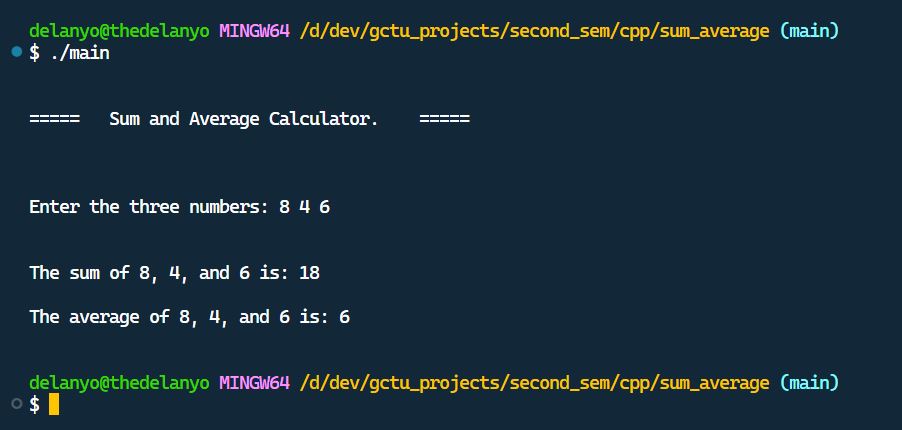 delanyo@thedelanyo MINGW64 /d/dev/gctu_projects/second_sem/cpp/sum_average (main)
$ ./main
===== Sum and Average Calculator. =====
Enter the three numbers: 8 4 6
The sum of 8, 4, and 6 is: 18
The average of 8, 4, and 6 is: 6
delanyo@thedelanyo MINGW64 /d/dev/gctu_projects/second_sem/cpp/sum_average (main)
$